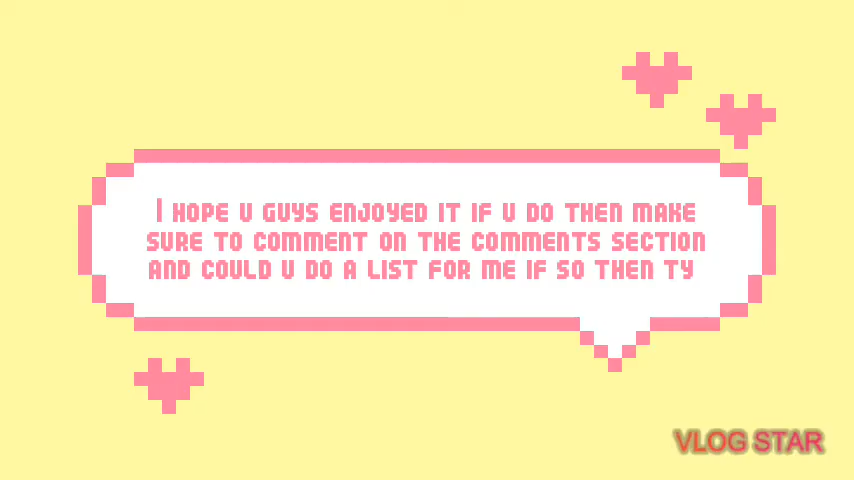 I hope u guys enjoyed it if u do then make
sure to comment on the comments section
and could u do a list for me if so then ty
VLOG STAR